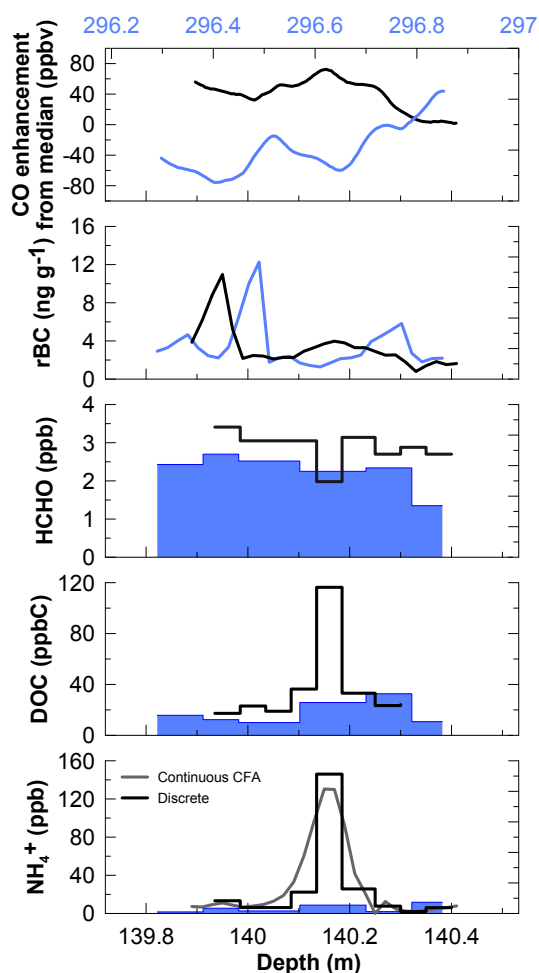 296.2 296.4 296.6 296.8 297
CO enhancement
from median (ppbv)
80
40
0
-40
-80
rBC (ng g⁻¹)
16
12
8
4
0
HCHO (ppb)
4
3
2
1
0
DOC (ppbC)
120
80
40
0
NH₄⁺ (ppb)
160
120
80
40
0
Continuous CFA
Discrete
139.8 140 140.2 140.4
Depth (m)